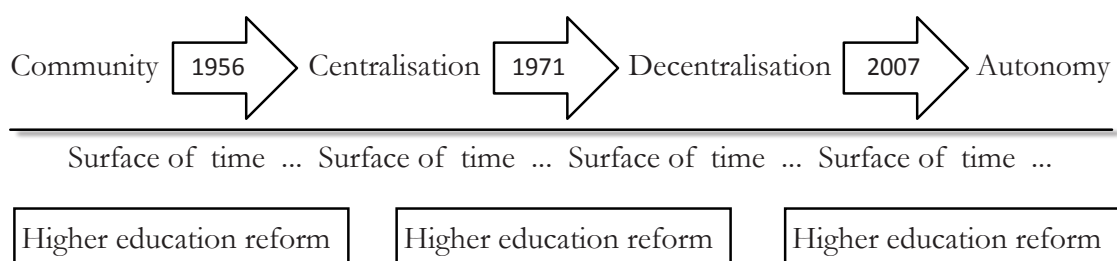 Community 1956 Centralisation 1971 Decentralisation 2007 Autonomy
Surface of time ... Surface of time ... Surface of time ... Surface of time ...
Higher education reform Higher education reform Higher education reform